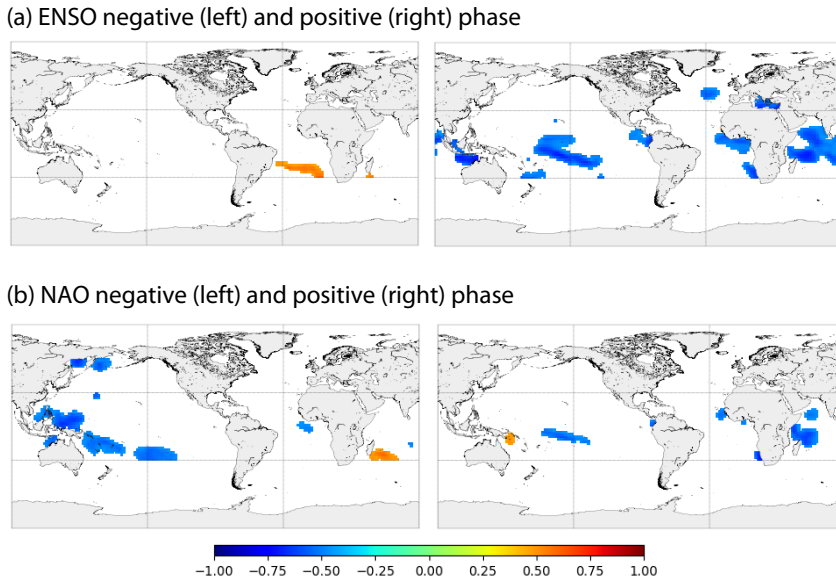 (a) ENSO negative (left) and positive (right) phase
(b) NAO negative (left) and positive (right) phase
−1.00 −0.75 −0.50 −0.25 0.00 0.25 0.50 0.75 1.00